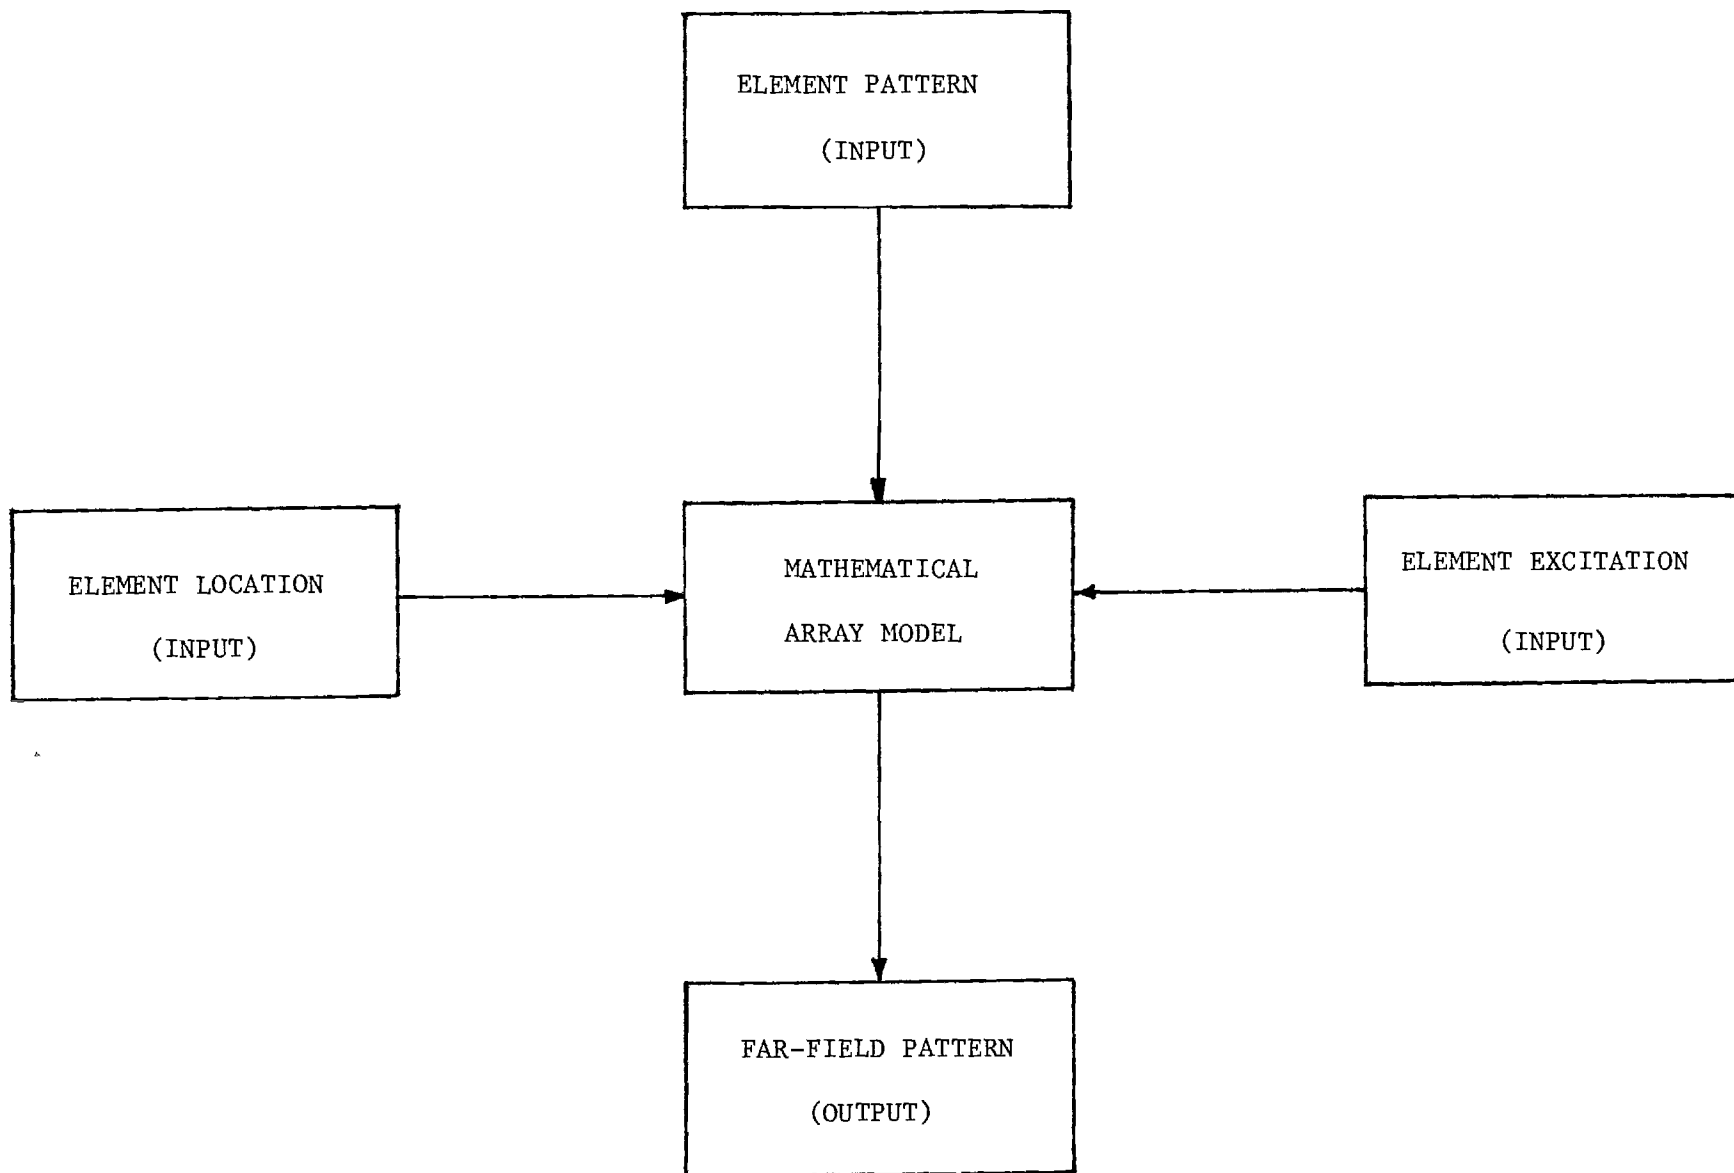 ELEMENT PATTERN
(INPUT)
ELEMENT LOCATION
(INPUT)
MATHEMATICAL
ARRAY MODEL
ELEMENT EXCITATION
(INPUT)
FAR-FIELD PATTERN
(OUTPUT)